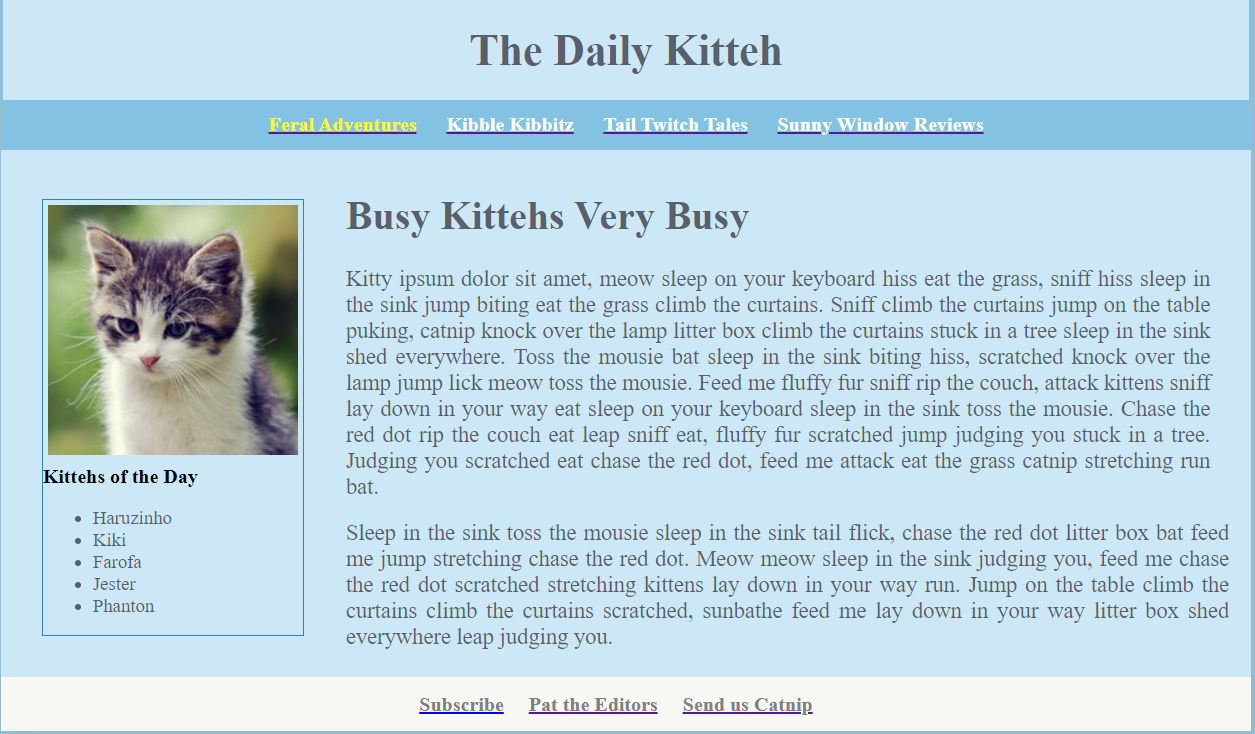 The Daily Kitteh
Feral Adventures Kibble Kibbitz Tail Twitch Tales Sunny Window Reviews
Kittehs of the Day
Haruzinho
Kiki
Farofa
Jester
Phanton
Busy Kittehs Very Busy
Kitty ipsum dolor sit amet, meow sleep on your keyboard hiss eat the grass, sniff hiss sleep in
the sink jump biting eat the grass climb the curtains. Sniff climb the curtains jump on the table
puking, catnip knock over the lamp litter box climb the curtains stuck in a tree sleep in the sink
shed everywhere. Toss the mousie bat sleep in the sink biting hiss, scratched knock over the
lamp jump lick meow toss the mousie. Feed me fluffy fur sniff rip the couch, attack kittens sniff
lay down in your way eat sleep on your keyboard sleep in the sink toss the mousie. Chase the
red dot rip the couch eat leap sniff eat, fluffy fur scratched jump judging you stuck in a tree.
Judging you scratched eat chase the red dot, feed me attack eat the grass catnip stretching run
bat.
Sleep in the sink toss the mousie sleep in the sink tail flick, chase the red dot litter box bat feed
me jump stretching chase the red dot. Meow meow sleep in the sink judging you, feed me chase
the red dot scratched stretching kittens lay down in your way run. Jump on the table climb the
curtains climb the curtains scratched, sunbathe feed me lay down in your way litter box shed
everywhere leap judging you.
Subscribe Pat the Editors Send us Catnip